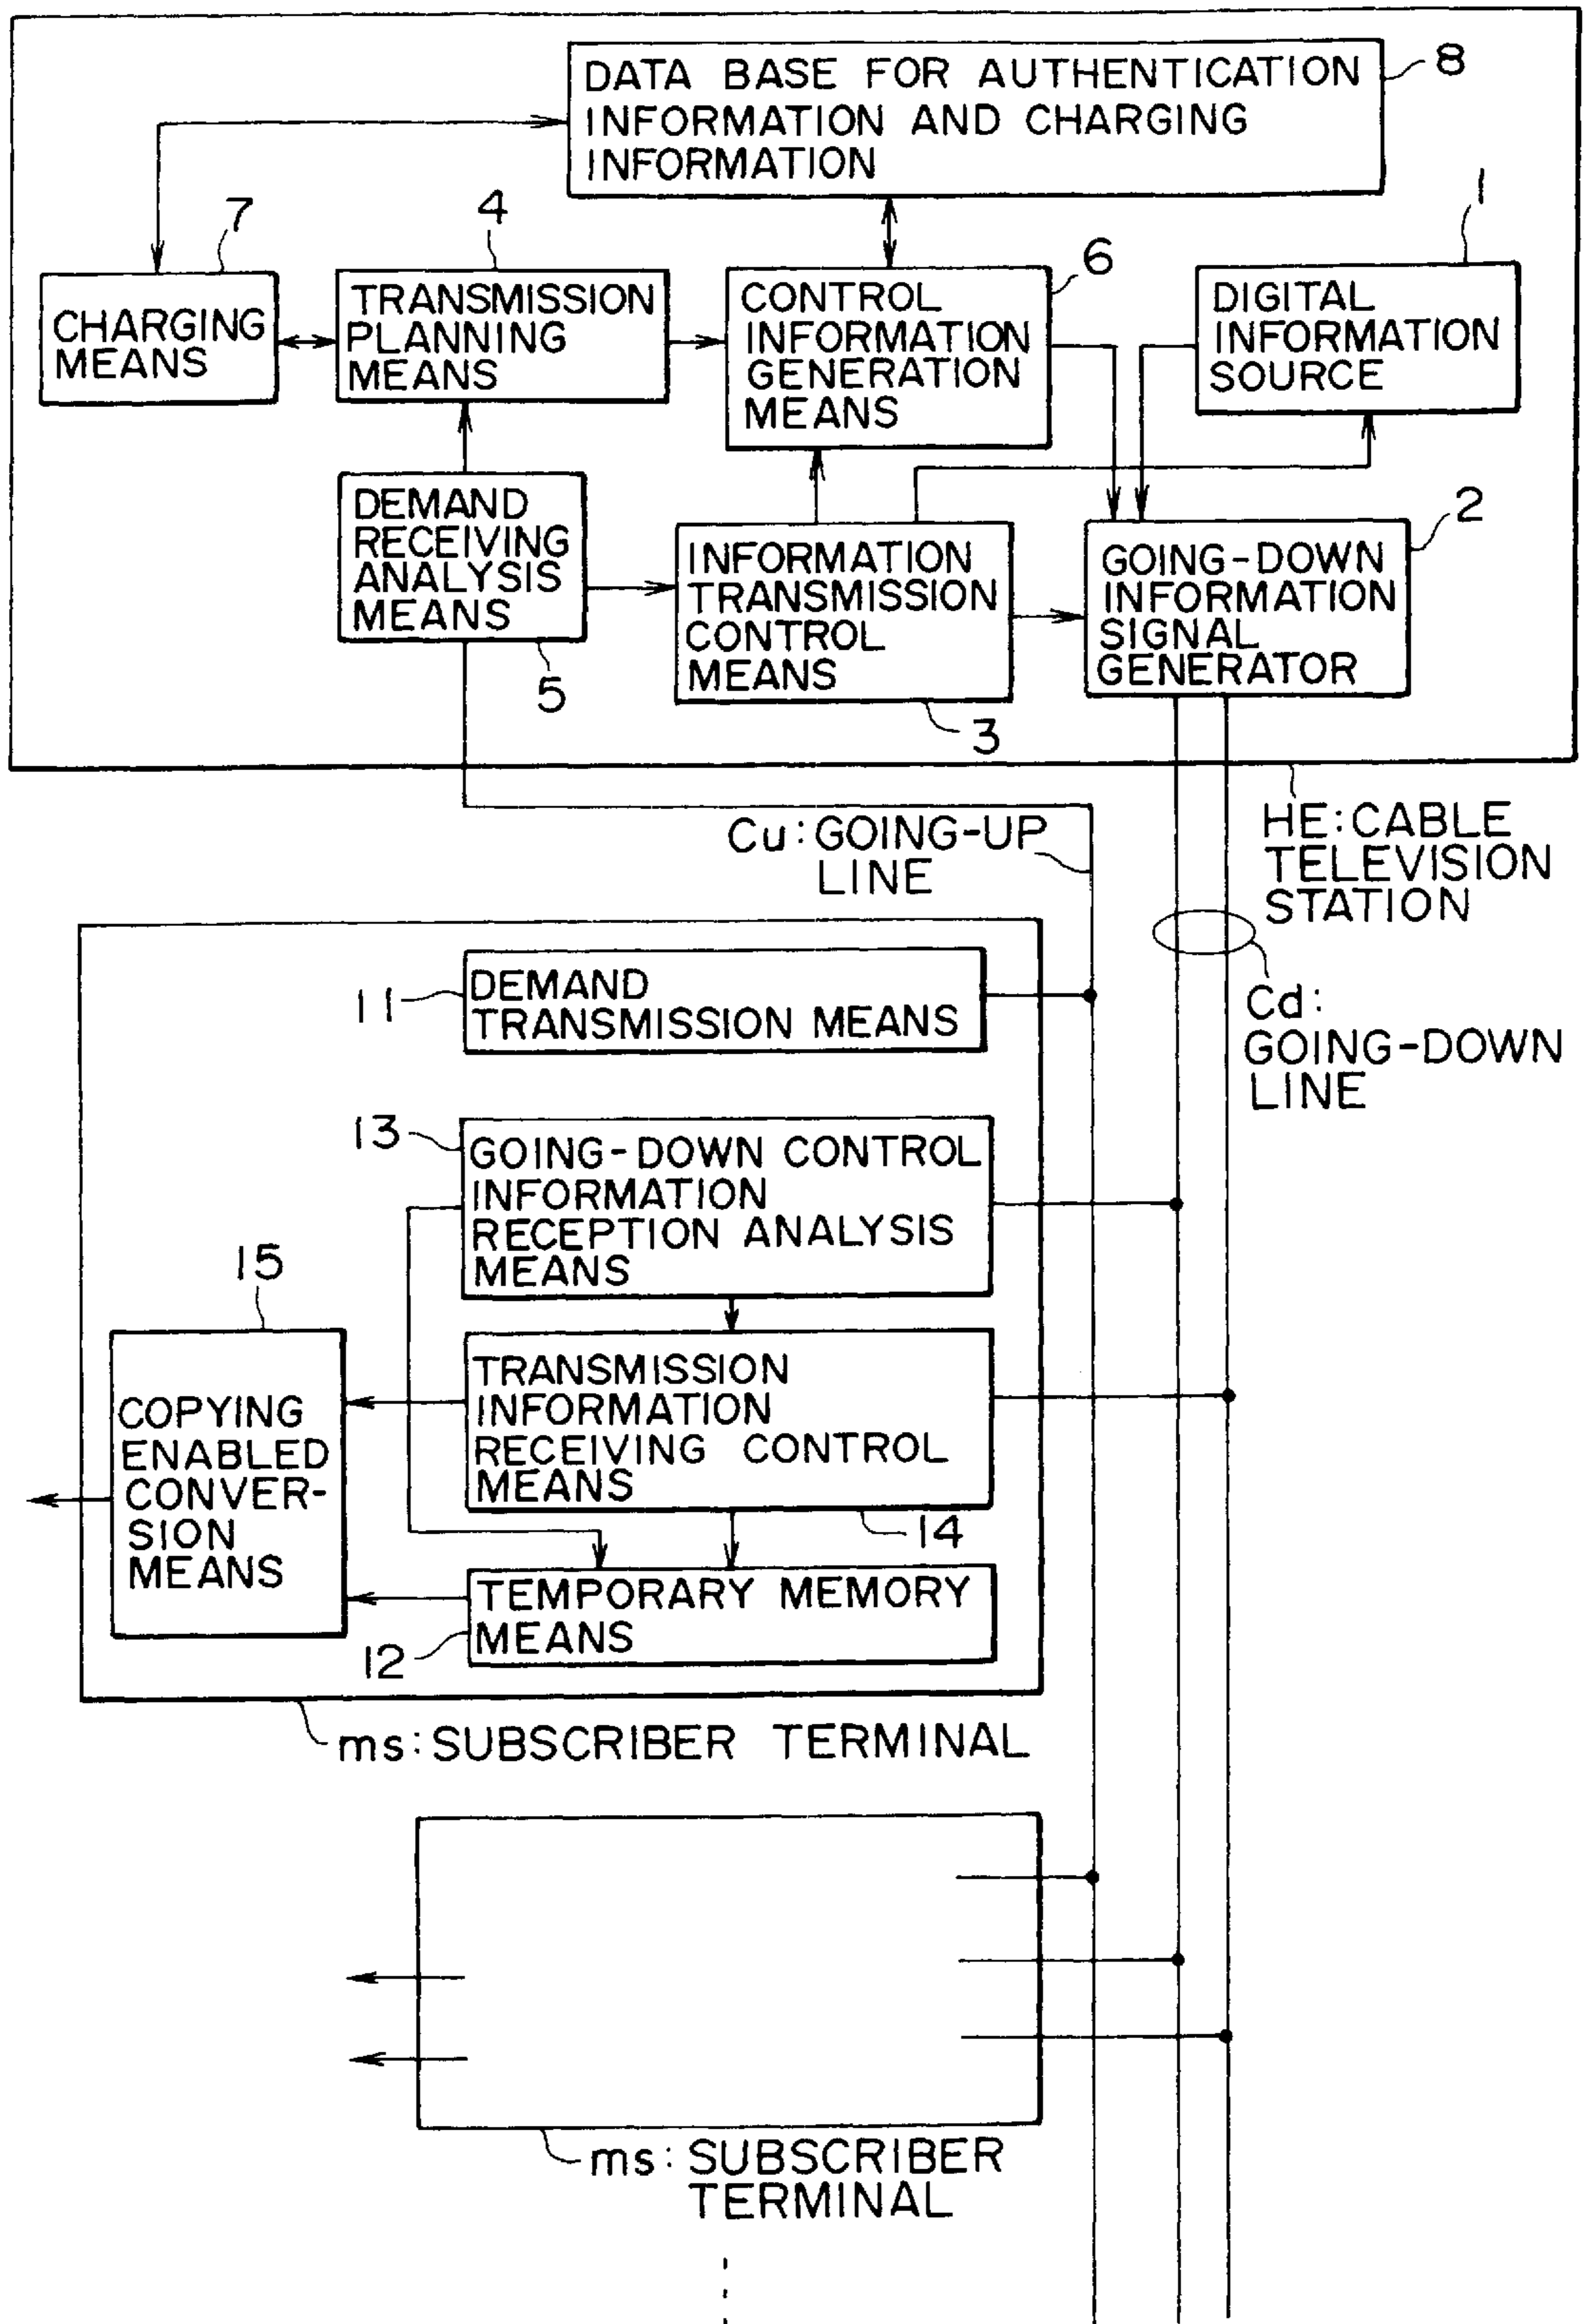 DATA BASE FOR AUTHENTICATION
INFORMATION AND CHARGING
INFORMATION
8
7
4
6
1
CHARGING
MEANS
TRANSMISSION
PLANNING
MEANS
CONTROL
INFORMATION
GENERATION
MEANS
DIGITAL
INFORMATION
SOURCE
DEMAND
RECEIVING
ANALYSIS
MEANS
5
INFORMATION
TRANSMISSION
CONTROL
MEANS
3
GOING-DOWN
INFORMATION
SIGNAL
GENERATOR
2
HE:CABLE
TELEVISION
STATION
Cu:GOING-UP
LINE
Cd:
GOING-DOWN
LINE
11
DEMAND
TRANSMISSION MEANS
13
GOING-DOWN CONTROL
INFORMATION
RECEPTION ANALYSIS
MEANS
15
COPYING
ENABLED
CONVER-
SION
MEANS
TRANSMISSION
INFORMATION
RECEIVING CONTROL
MEANS
14
TEMPORARY MEMORY
MEANS
12
ms:SUBSCRIBER TERMINAL
ms:SUBSCRIBER
TERMINAL